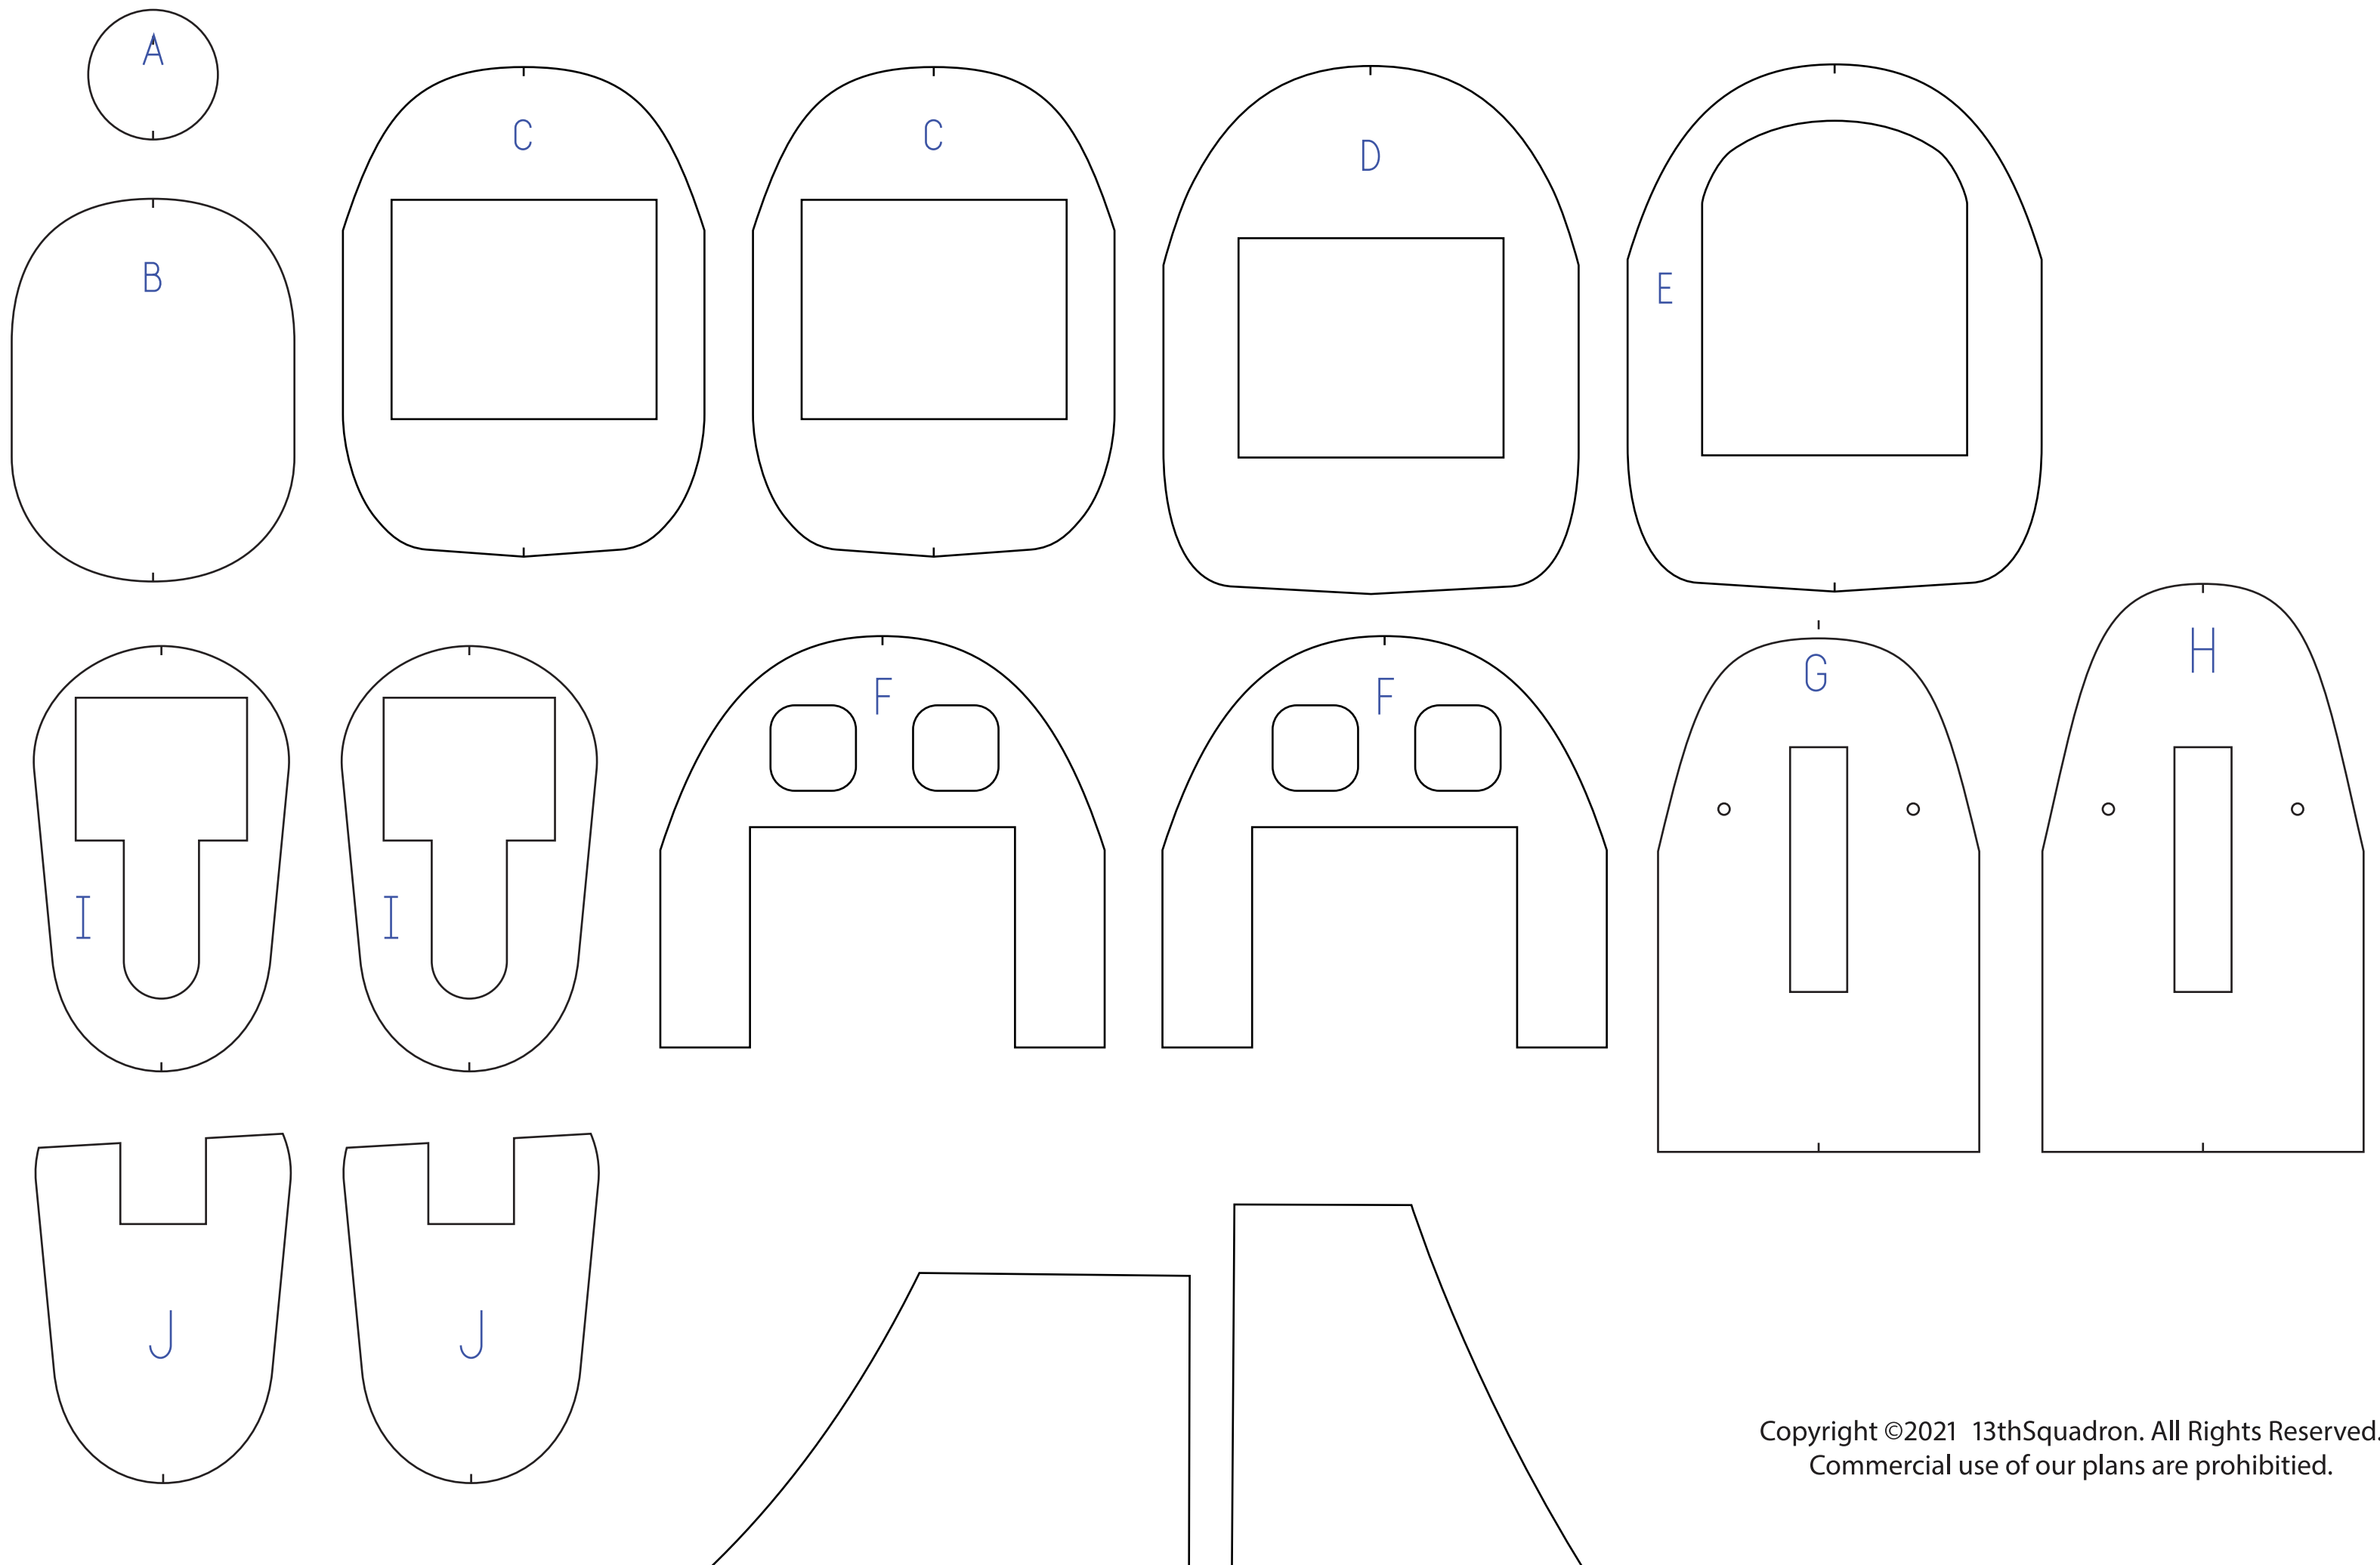 A
C
C
D
B
E
H
G
F
F
I
I
J
J
Copyright ©2021 13thSquadron. All Rights Reserved.
Commercial use of our plans are prohibitied.